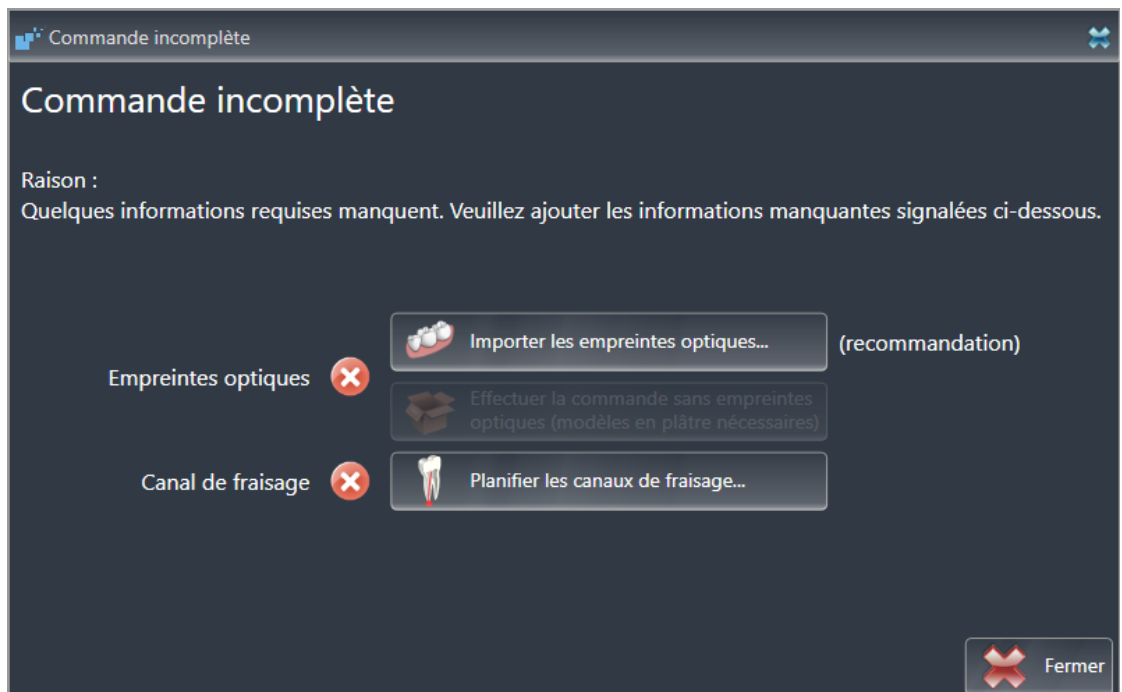 Commande incomplète
Commande incomplète
Raison :
Quelques informations requises manquent. Veuillez ajouter les informations manquantes signalées ci-dessous.
Empreintes optiques
Importer les empreintes optiques...
(recommandation)
Effectuer la commande sans empreintes
optiques (modèles en plâtre nécessaires)
Canal de fraisage
Planifier les canaux de fraisage...
Fermer